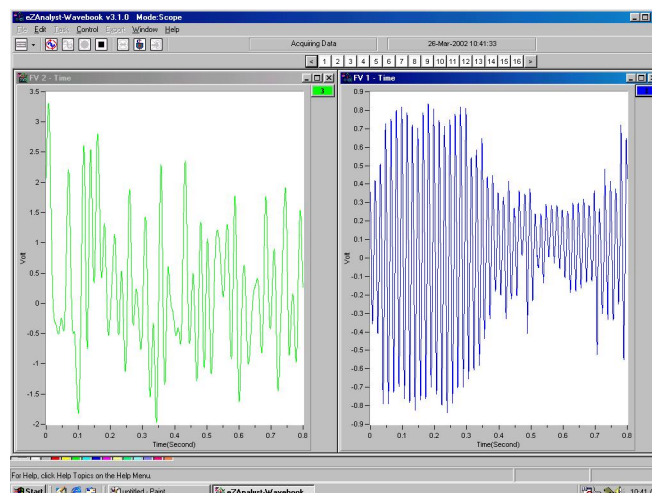 eZAnalyst-Wavebook v3.1.0 Mode:Scope
File Edit Task Control Export Window Help
Acquiring Data 26-Mar-2002 10:41:33
< 1 2 3 4 5 6 7 8 9 10 11 12 13 14 15 16 >
FV 2 - Time
3
3.5
3
2.5
2
1.5
1
0.5
0
-0.5
-1
-1.5
-2
Volt
0 0.1 0.2 0.3 0.4 0.5 0.6 0.7 0.8
Time(Second)
FV 1 - Time
0.9
0.8
0.7
0.6
0.5
0.4
0.3
0.2
0.1
0
-0.1
-0.2
-0.3
-0.4
-0.5
-0.6
-0.7
-0.8
-0.9
Volt
0 0.1 0.2 0.3 0.4 0.5 0.6 0.7 0.8
Time(Second)
For Help, click Help Topics on the Help Menu.
Start untitled - Paint eZAnalyst-Wavebook 10:41